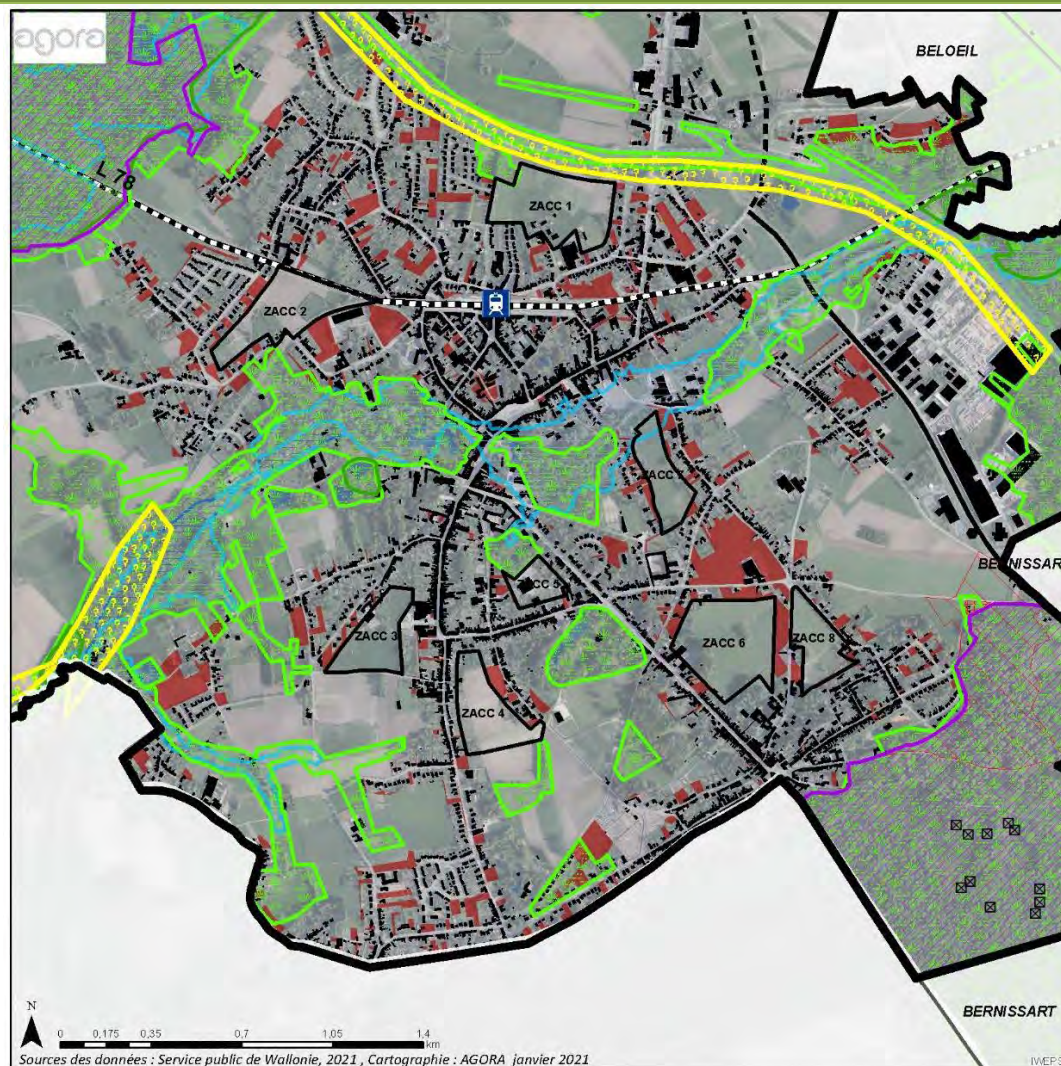 agora
BELOEIL
L 78
ZACC 1
ZACC 2
ZACC 7
ZACC 5
BERNISSAR
ZACC 3
ZACC 6
ZACC 8
ZACC 4
BERNISSART
N
0 0,175 0,35 0,7 1,05 1,4
km
Sources des données : Service public de Wallonie, 2021 , Cartographie : AGORA janvier 2021
IWEPS